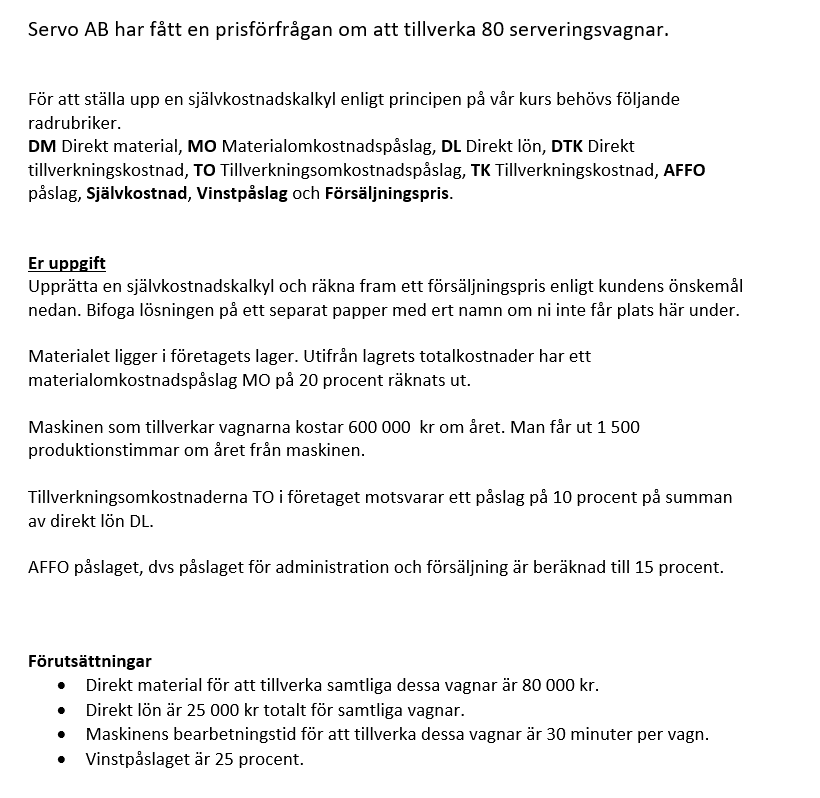 Servo AB har fått en prisförfrågan om att tillverka 80 serveringsvagnar.
För att ställa upp en självkostnadskalkyl enligt principen på vår kurs behövs följande
radrubriker.
DM Direkt material, MO Materialomkostnadspåslag, DL Direkt lön, DTK Direkt
tillverkningskostnad, TO Tillverkningsomkostnadspåslag, TK Tillverkningskostnad, AFFO
påslag, Självkostnad, Vinstpåslag och Försäljningspris.
Er uppgift
Upprätta en självkostnadskalkyl och räkna fram ett försäljningspris enligt kundens önskemål
nedan. Bifoga lösningen på ett separat papper med ert namn om ni inte får plats här under.
Materialet ligger i företagets lager. Utifrån lagrets totalkostnader har ett
materialomkostnadspåslag MO på 20 procent räknats ut.
Maskinen som tillverkar vagnarna kostar 600 000  kr om året. Man får ut 1 500
produktionstimmar om året från maskinen.
Tillverkningsomkostnaderna TO i företaget motsvarar ett påslag på 10 procent på summan
av direkt lön DL.
AFFO påslaget, dvs påslaget för administration och försäljning är beräknad till 15 procent.
Förutsättningar
• Direkt material för att tillverka samtliga dessa vagnar är 80 000 kr.
• Direkt lön är 25 000 kr totalt för samtliga vagnar.
• Maskinens bearbetningstid för att tillverka dessa vagnar är 30 minuter per vagn.
• Vinstpåslaget är 25 procent.